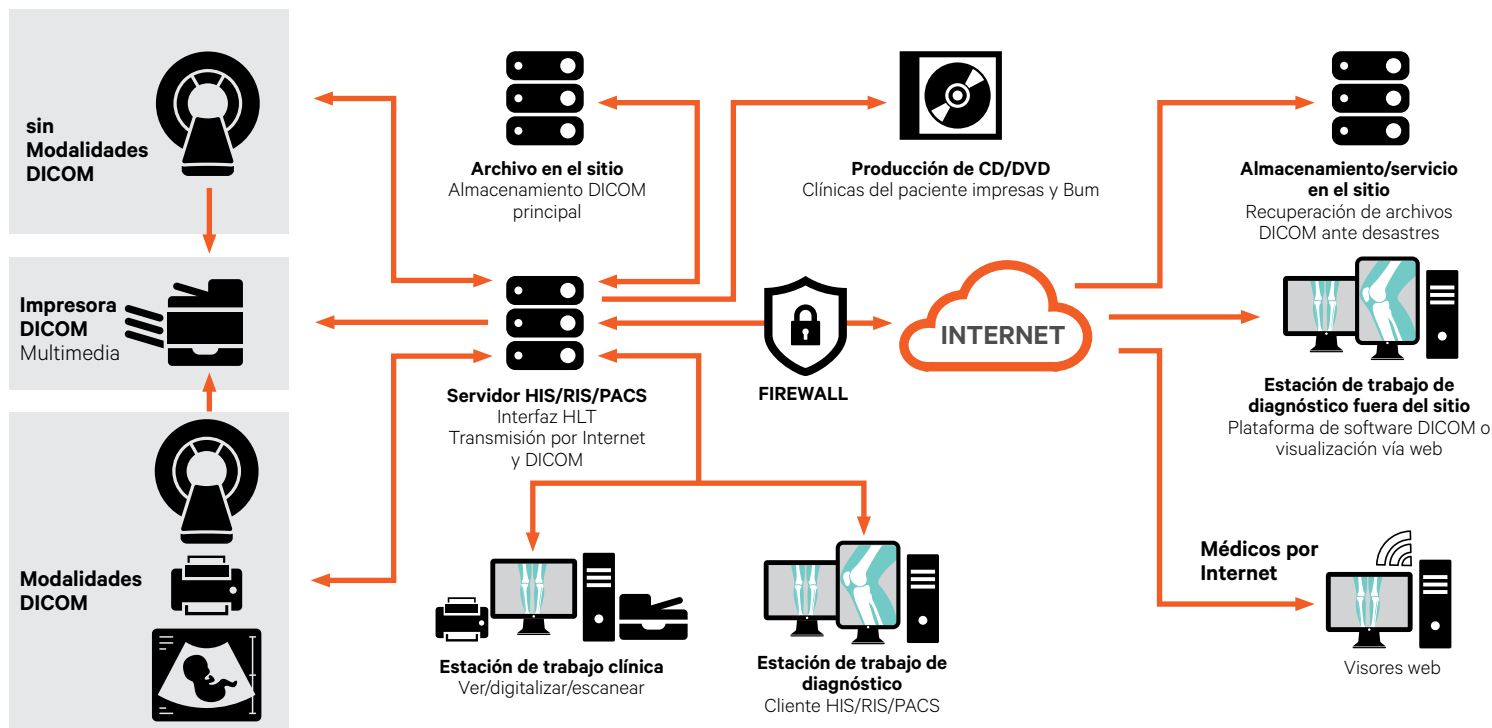 sin
Modalidades
DICOM
Impresora
DICOM
Multimedia
Modalidades
DICOM
Archivo en el sitio
Almacenamiento DICOM
principal
Servidor HIS/RIS/PACS
Interfaz HLT
Transmisión por Internet
y DICOM
Producción de CD/DVD
Clínicas del paciente impresas y Bum
FIREWALL
INTERNET
Almacenamiento/servicio
en el sitio
Recuperación de archivos
DICOM ante desastres
Estación de trabajo de
diagnóstico fuera del sitio
Plataforma de software DICOM o
visualización vía web
Médicos por
Internet
Visores web
Estación de trabajo clínica
Ver/digitalizar/escanear
Estación de trabajo de
diagnóstico
Cliente HIS/RIS/PACS